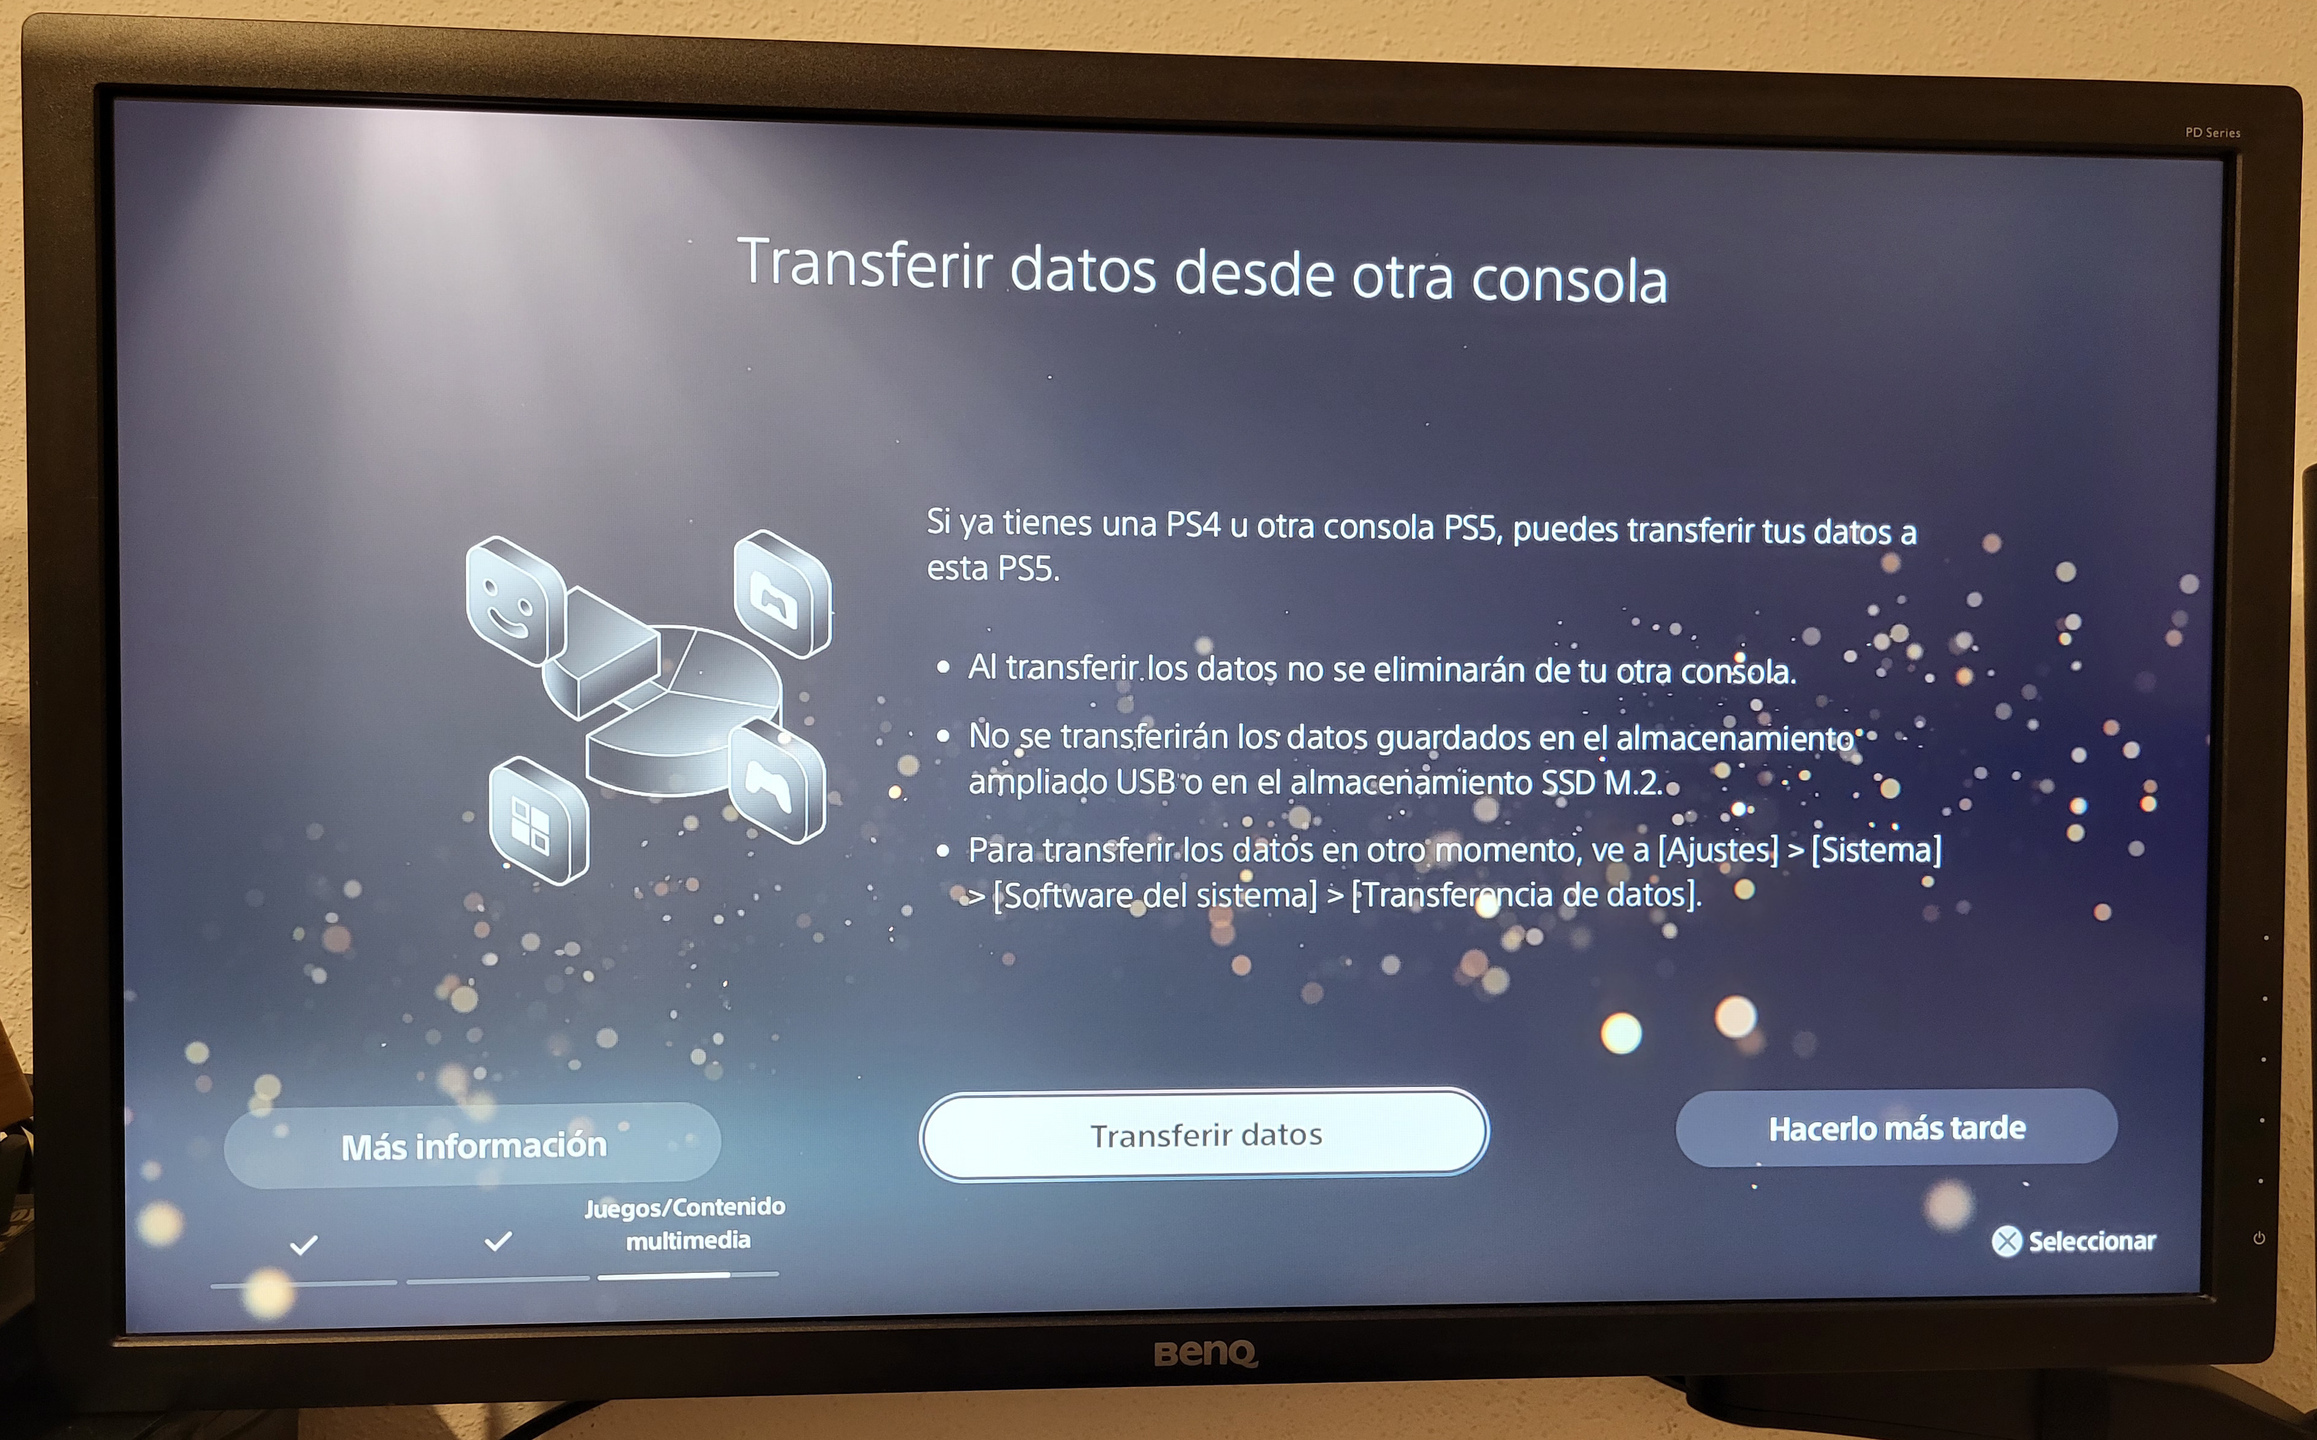 PD Series
Transferir datos desde otra consola
Si ya tienes una PS4 u otra consola PS5, puedes transferir tus datos a
esta PS5.
• Al transferir los datos no se eliminarán de tu otra consola.
• No se transferirán los datos guardados en el almacenamiento
ampliado USB o en el almacenamiento SSD M.2.
• Para transferir los datos en otro momento, ve a [Ajustes] > [Sistema]
> [Software del sistema] > [Transferencia de datos].
Más información
Transferir datos
Hacerlo más tarde
Juegos/Contenido
multimedia
Seleccionar
BenQ